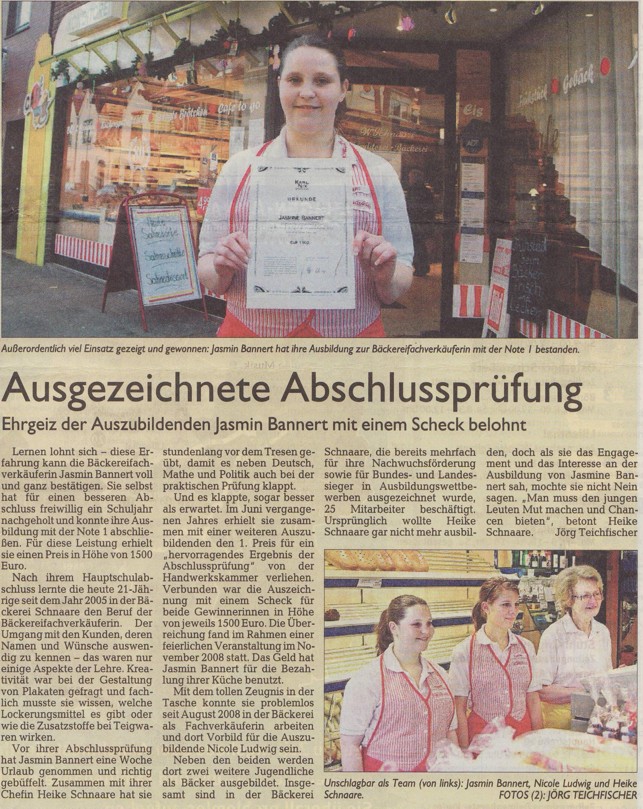 Cafe to go
Eis
Gebäck
URKUNDE
JASMINE BANNERT
Außerordentlich viel Einsatz gezeigt und gewonnen: Jasmin Bannert hat ihre Ausbildung zur Bäckereifachverkäuferin mit der Note 1 bestanden.
Ausgezeichnete Abschlussprüfung
Ehrgeiz der Auszubildenden Jasmin Bannert mit einem Scheck belohnt
Lernen lohnt sich – diese Er-
fahrung kann die Bäckereifach-
verkäuferin Jasmin Bannert voll
und ganz bestätigen. Sie selbst
hat für einen besseren Ab-
schluss freiwillig ein Schuljahr
nachgeholt und konnte ihre Aus-
bildung mit der Note 1 abschlie-
ßen. Für diese Leistung erhielt
sie einen Preis in Höhe von 1500
Euro.
Nach ihrem Hauptschulab-
schluss lernte die heute 21-Jäh-
rige seit dem Jahr 2005 in der Bä-
ckerei Schnaare den Beruf der
Bäckereifachverkäuferin. Der
Umgang mit den Kunden, deren
Namen und Wünsche auswen-
dig zu kennen – das waren nur
einige Aspekte der Lehre. Krea-
tivität war bei der Gestaltung
von Plakaten gefragt und fach-
lich musste sie wissen, welche
Lockerungsmittel es gibt oder
wie die Zusatzstoffe bei Teigwa-
ren wirken.
Vor ihrer Abschlussprüfung
hat Jasmin Bannert eine Woche
Urlaub genommen und richtig
gebüffelt. Zusammen mit ihrer
Chefin Heike Schnaare hat sie
stundenlang vor dem Tresen ge-
übt, damit es neben Deutsch,
Mathe und Politik auch bei der
praktischen Prüfung klappt.
Und es klappte, sogar besser
als erwartet. Im Juni vergange-
nen Jahres erhielt sie zusam-
men mit einer weiteren Auszu-
bildenden den 1. Preis für ein
„hervorragendes Ergebnis der
Abschlussprüfung“ von der
Handwerkskammer verliehen.
Verbunden war die Auszeich-
nung mit einem Scheck für
beide Gewinnerinnen in Höhe
von jeweils 1500 Euro. Die Über-
reichung fand im Rahmen einer
feierlichen Veranstaltung im No-
vember 2008 statt. Das Geld hat
Jasmin Bannert für die Bezah-
lung ihrer Küche benutzt.
Mit dem tollen Zeugnis in der
Tasche konnte sie problemlos
seit August 2008 in der Bäckerei
als Fachverkäuferin arbeiten
und dort Vorbild für die Auszu-
bildende Nicole Ludwig sein.
Neben den beiden werden
dort zwei weitere Jugendliche
als Bäcker ausgebildet. Insge-
samt sind in der Bäckerei
Schnaare, die bereits mehrfach
für ihre Nachwuchsförderung
sowie für Bundes- und Landes-
sieger in Ausbildungswettbe-
werben ausgezeichnet wurde,
25 Mitarbeiter beschäftigt.
Ursprünglich wollte Heike
Schnaare gar nicht mehr ausbil-
den, doch als sie das Engage-
ment und das Interesse an der
Ausbildung von Jasmine Ban-
nert sah, mochte sie nicht Nein
sagen. „Man muss den jungen
Leuten Mut machen und Chan-
cen bieten“, betont Heike
Schnaare. Jörg Teichfischer
Unschlagbar als Team (von links): Jasmin Bannert, Nicole Ludwig und Heike
Schnaare. FOTOS (2): JÖRG TEICHFISCHER